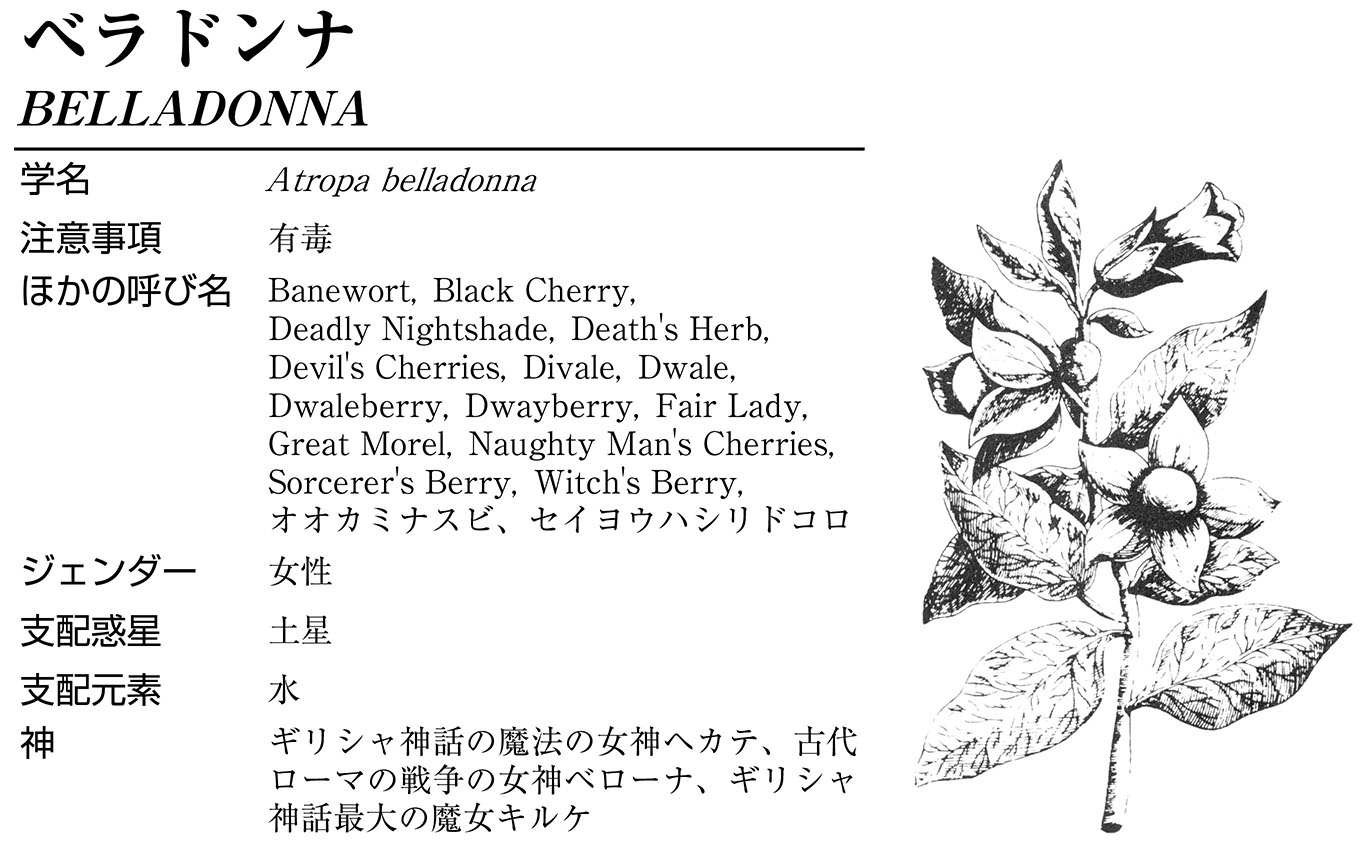 ベラドンナ
BELLADONNA
学名 Atropa belladonna
注意事項 有毒
ほかの呼び名 Banewort, Black Cherry,
Deadly Nightshade, Death's Herb,
Devil's Cherries, Divale, Dwale,
Dwaleberry, Dwayberry, Fair Lady,
Great Morel, Naughty Man's Cherries,
Sorcerer's Berry, Witch's Berry,
オオカミナスビ、セイヨウハシリドコロ
ジェンダー 女性
支配惑星 土星
支配元素 水
神 ギリシャ神話の魔法の女神ヘカテ、古代
ローマの戦争の女神ベローナ、ギリシャ
神話最大の魔女キルケ